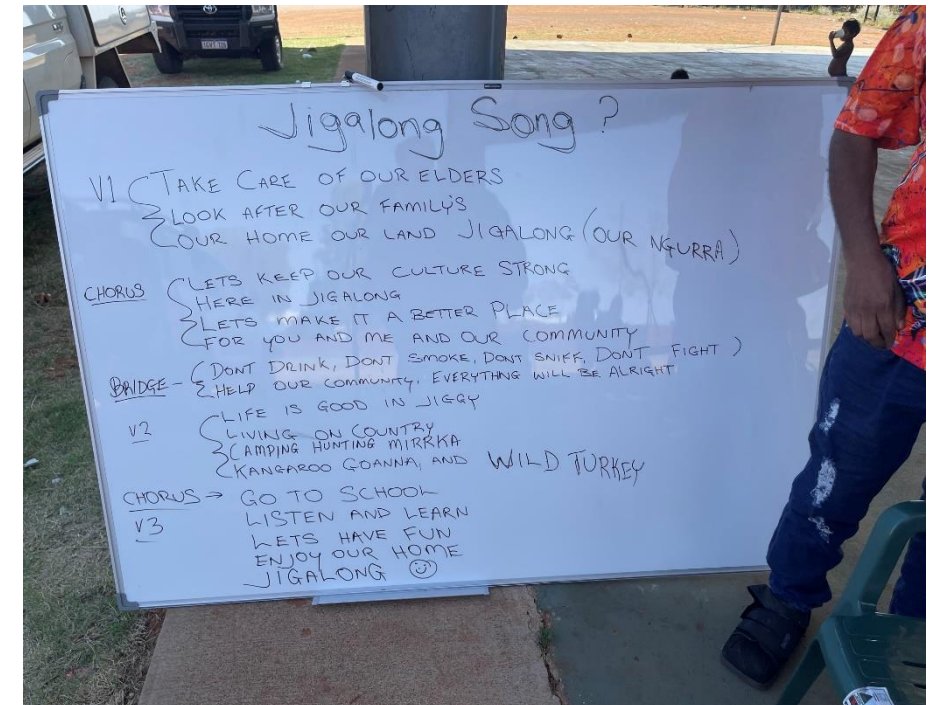 Jigalong Song ?
V1 TAKE CARE OF OUR ELDERS
LOOK AFTER OUR FAMILY'S
OUR HOME OUR LAND JIGALONG (OUR NGURRA)
CHORUS LETS KEEP OUR CULTURE STRONG
HERE IN JIGALONG
LETS MAKE IT A BETTER PLACE
FOR YOU AND ME AND OUR COMMUNITY
BRIDGE - (DONT DRINK, DONT SMOKE, DONT SNIFF, DONT FIGHT)
HELP OUR COMMUNITY, EVERYTHNG WILL BE ALRIGHT
V2 LIFE IS GOOD IN JIGGY
LIVING ON COUNTRY
CAMPING HUNTING MIRRKA
KANGAROO GOANNA, AND WILD TURKEY
CHORUS → GO TO SCHOOL
V3 LISTEN AND LEARN
LETS HAVE FUN
ENJOY OUR HOME
JIGALONG ☺